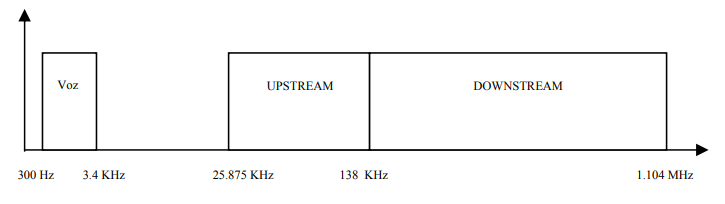 Voz
UPSTREAM
DOWNSTREAM
300 Hz
3.4 KHz
25.875 KHz
138 KHz
1.104 MHz